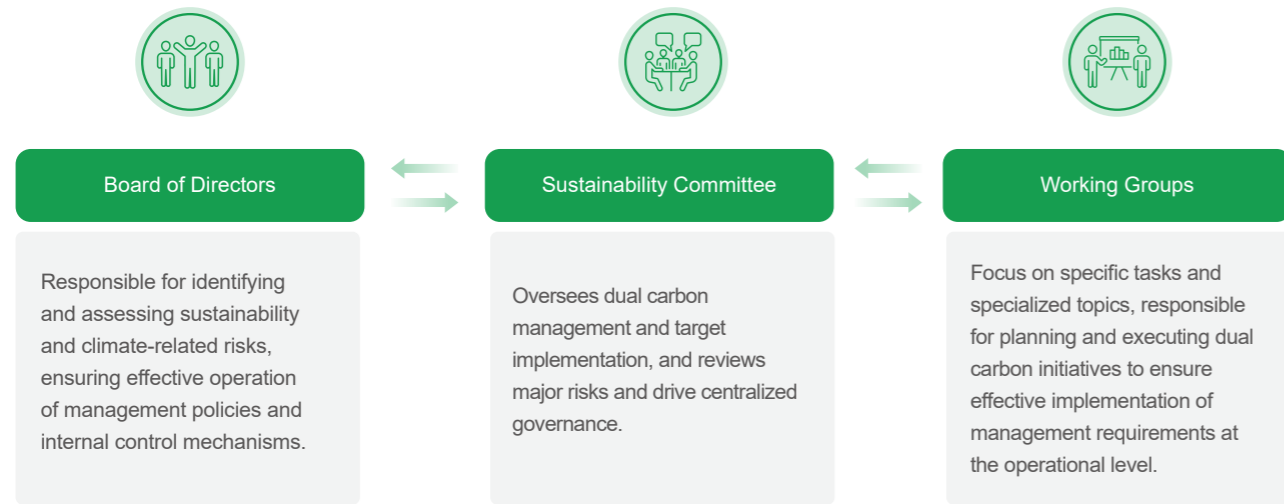 Board of Directors
Responsible for identifying
and assessing sustainability
and climate-related risks,
ensuring effective operation
of management policies and
internal control mechanisms.
Sustainability Committee
Oversees dual carbon
management and target
implementation, and reviews
major risks and drive centralized
governance.
Working Groups
Focus on specific tasks and
specialized topics, responsible
for planning and executing dual
carbon initiatives to ensure
effective implementation of
management requirements at
the operational level.